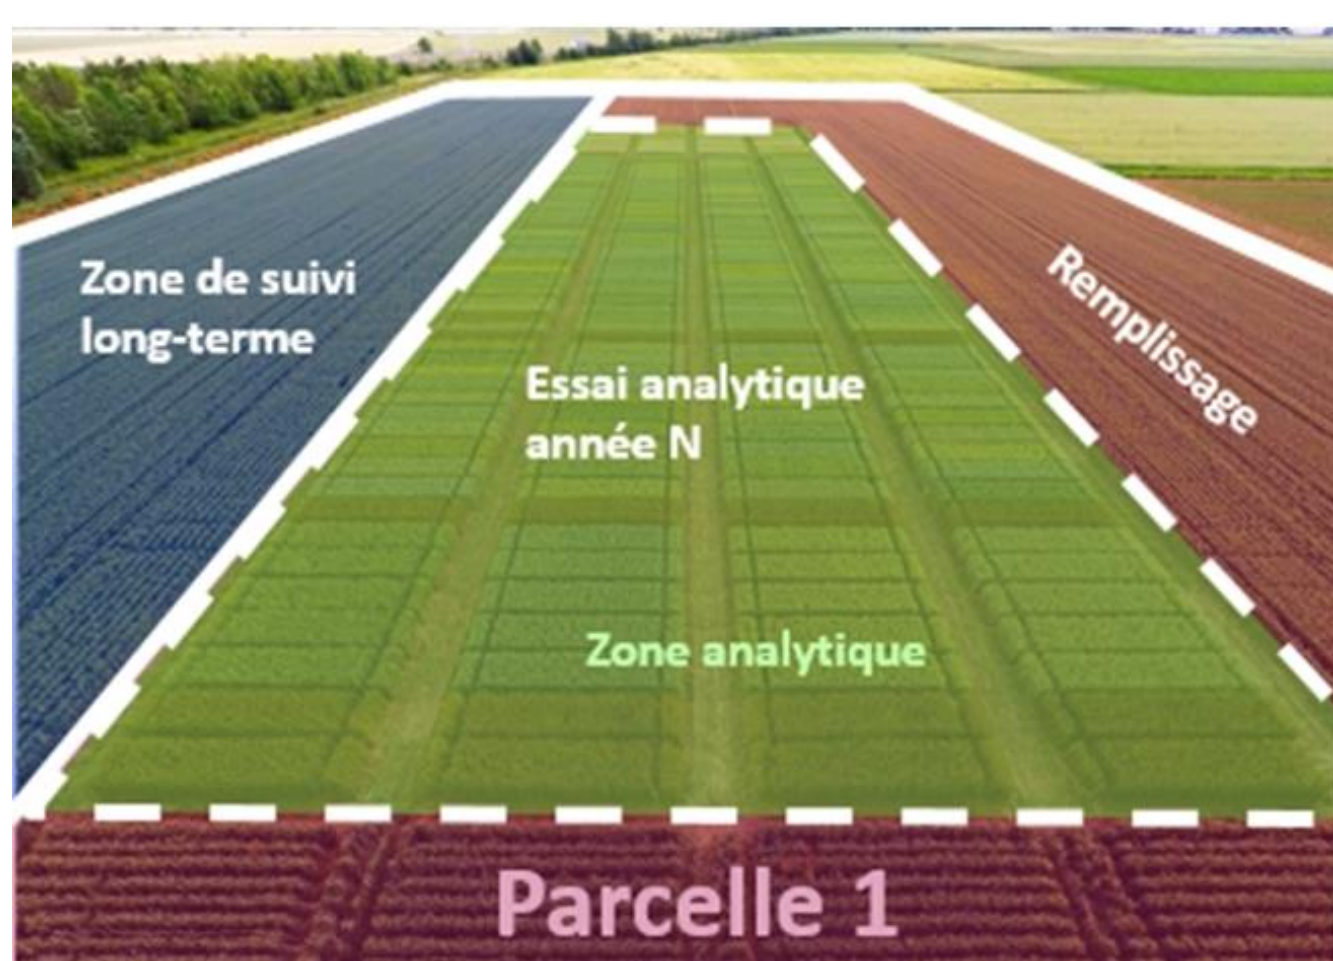 Zone de suivi
long-terme
Remplissage
Essai analytique
année N
Zone analytique
Parcelle 1